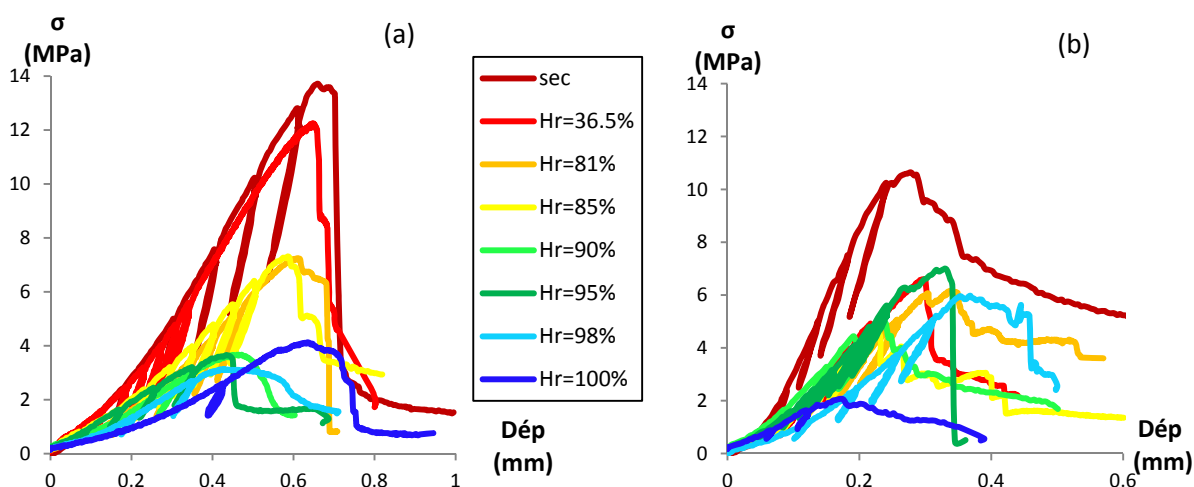 σ
(MPa)
(a)
14
12
10
8
6
4
2
0
0
0.2
0.4
0.6
0.8
1
Dép
(mm)
sec
Hr=36.5%
Hr=81%
Hr=85%
Hr=90%
Hr=95%
Hr=98%
Hr=100%
σ
(MPa)
(b)
14
12
10
8
6
4
2
0
0
0.2
0.4
0.6
Dép
(mm)